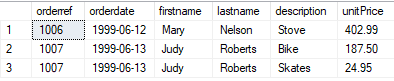 orderref orderdate firstname lastname description unitPrice
1 1006 1999-06-12 Mary Nelson Stove 402.99
2 1007 1999-06-13 Judy Roberts Bike 187.50
3 1007 1999-06-13 Judy Roberts Skates 24.95